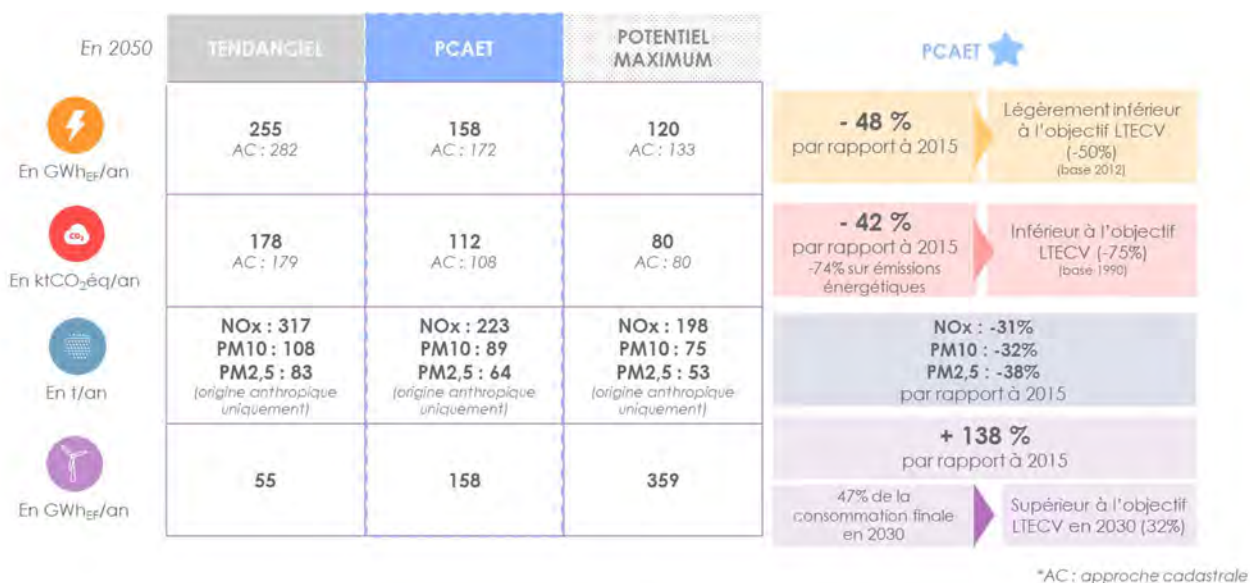 En 2050
TENDANCIEL
PCAET
POTENTIEL
MAXIMUM
PCAET
En GWhEF/an
255
AC : 282
158
AC : 172
120
AC : 133
- 48 %
par rapport à 2015
Légèrement inférieur
à l'objectif LTECV
(-50%)
(base 2012)
CO2
En ktCO2éq/an
178
AC : 179
112
AC : 108
80
AC : 80
- 42 %
par rapport à 2015
-74% sur émissions
énergétiques
Inférieur à l'objectif
LTECV (-75%)
(base 1990)
En t/an
NOx : 317
PM10 : 108
PM2,5 : 83
(origine anthropique
uniquement)
NOx : 223
PM10 : 89
PM2,5 : 64
(origine anthropique
uniquement)
NOx : 198
PM10 : 75
PM2,5 : 53
(origine anthropique
uniquement)
NOx : -31%
PM10 : -32%
PM2,5 : -38%
par rapport à 2015
En GWhEF/an
55
158
359
+ 138 %
par rapport à 2015
47% de la
consommation finale
en 2030
Supérieur à l'objectif
LTECV en 2030 (32%)
*AC : approche cadastrale